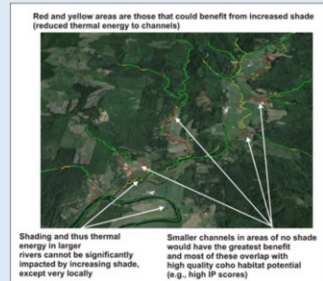 Red and yellow areas are those that could benefit from increased shade
(reduced thermal energy to channels)
Shading and thus thermal
energy in larger
rivers cannot be significantly
impacted by increasing shade,
except very locally
Smaller channels in areas of no shade
would have the greatest benefit
and most of these overlap with
high quality coho habitat potential
(e.g., high IP scores)